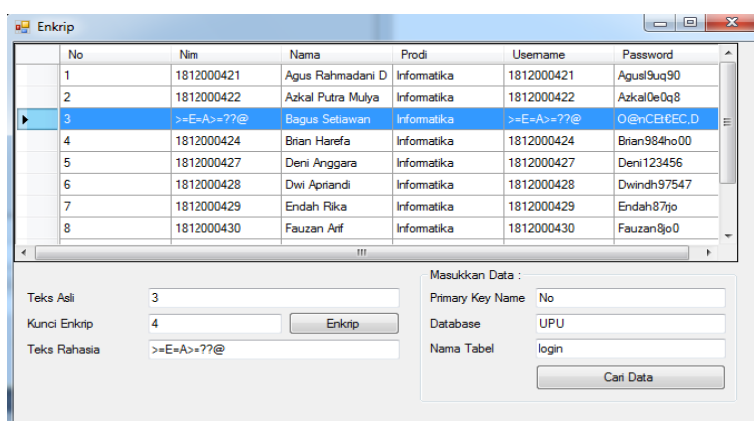 Enkrip
No Nim Nama Prodi Username Password
1 1812000421 Agus Rahmadani D Informatika 1812000421 Agusl9uq90
2 1812000422 Azkal Putra Mulya Informatika 1812000422 Azkal0e0q8
3 >=E=A>=??@ Bagus Setiawan Informatika >=E=A>=??@ O@nCEt€EC,D
4 1812000424 Brian Harefa Informatika 1812000424 Brian984ho00
5 1812000427 Deni Anggara Informatika 1812000427 Deni123456
6 1812000428 Dwi Apriandi Informatika 1812000428 Dwindh97547
7 1812000429 Endah Rika Informatika 1812000429 Endah87rjo
8 1812000430 Fauzan Arif Informatika 1812000430 Fauzan8jo0
Masukkan Data :
Teks Asli 3 Primary Key Name No
Kunci Enkrip 4 Enkrip Database UPU
Teks Rahasia >=E=A>=??@ Nama Tabel login
Cari Data